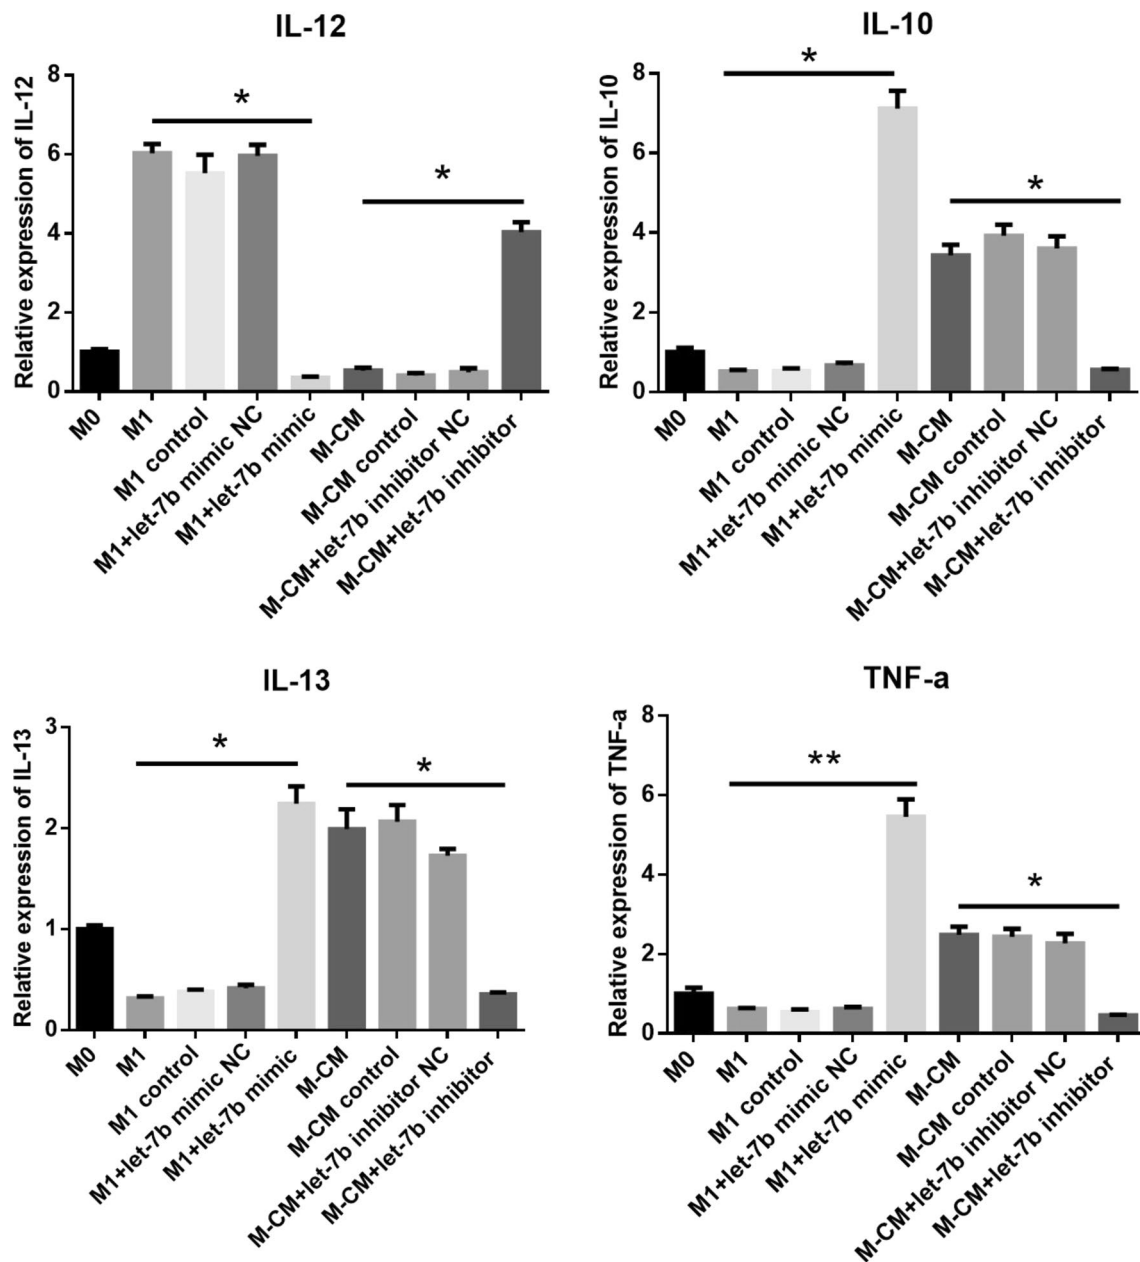 IL-12
Relative expression of IL-12
8
6
4
2
0
*
*
M0
M1
M1 control
M1+let-7b mimic NC
M1+let-7b mimic
M-CM
M-CM control
M-CM+let-7b inhibitor NC
M-CM+let-7b inhibitor
IL-10
Relative expression of IL-10
8
6
4
2
0
*
*
M0
M1
M1 control
M1+let-7b mimic NC
M1+let-7b mimic
M-CM
M-CM control
M-CM+let-7b inhibitor NC
M-CM+let-7b inhibitor
IL-13
Relative expression of IL-13
3
2
1
0
*
*
M0
M1
M1 control
M1+let-7b mimic NC
M1+let-7b mimic
M-CM
M-CM control
M-CM+let-7b inhibitor NC
M-CM+let-7b inhibitor
TNF-a
Relative expression of TNF-a
8
6
4
2
0
**
*
M0
M1
M1 control
M1+let-7b mimic NC
M1+let-7b mimic
M-CM
M-CM control
M-CM+let-7b inhibitor NC
M-CM+let-7b inhibitor